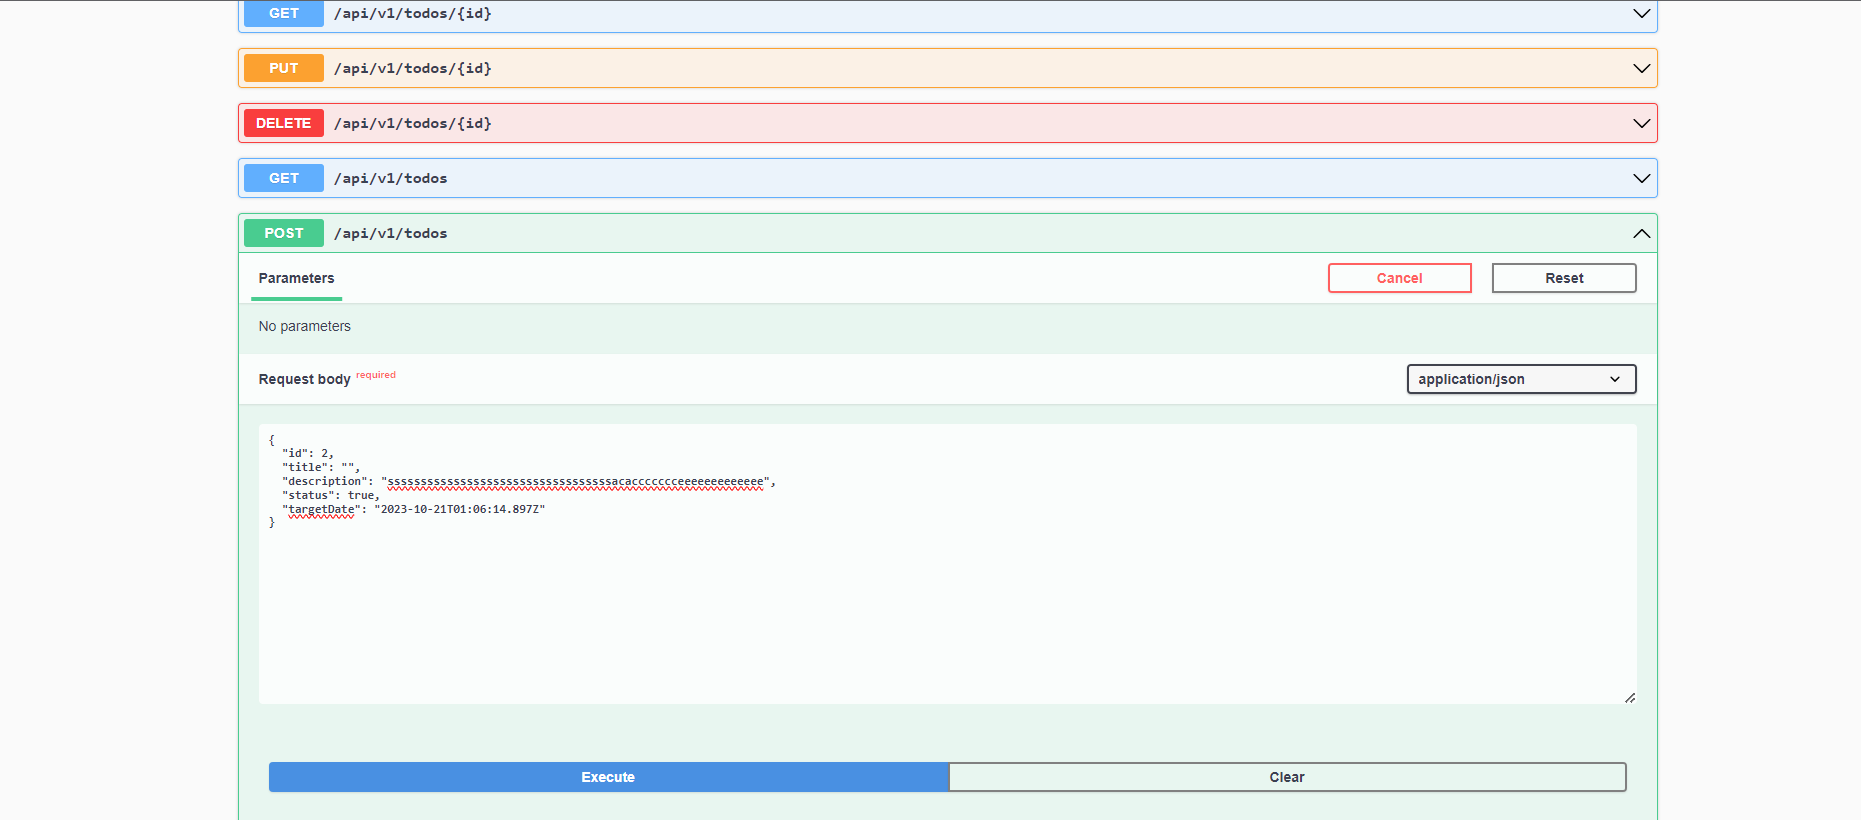 GET /api/v1/todos/{id}
PUT /api/v1/todos/{id}
DELETE /api/v1/todos/{id}
GET /api/v1/todos
POST /api/v1/todos
Parameters Cancel Reset
No parameters
Request body required application/json
{
"id": 2,
"title": "",
"description": "ssssssssssssssssssssssssssssssssssacacccccccceeeeeeeeeeeee",
"status": true,
"targetDate": "2023-10-21T01:06:14.897Z"
}
Execute Clear